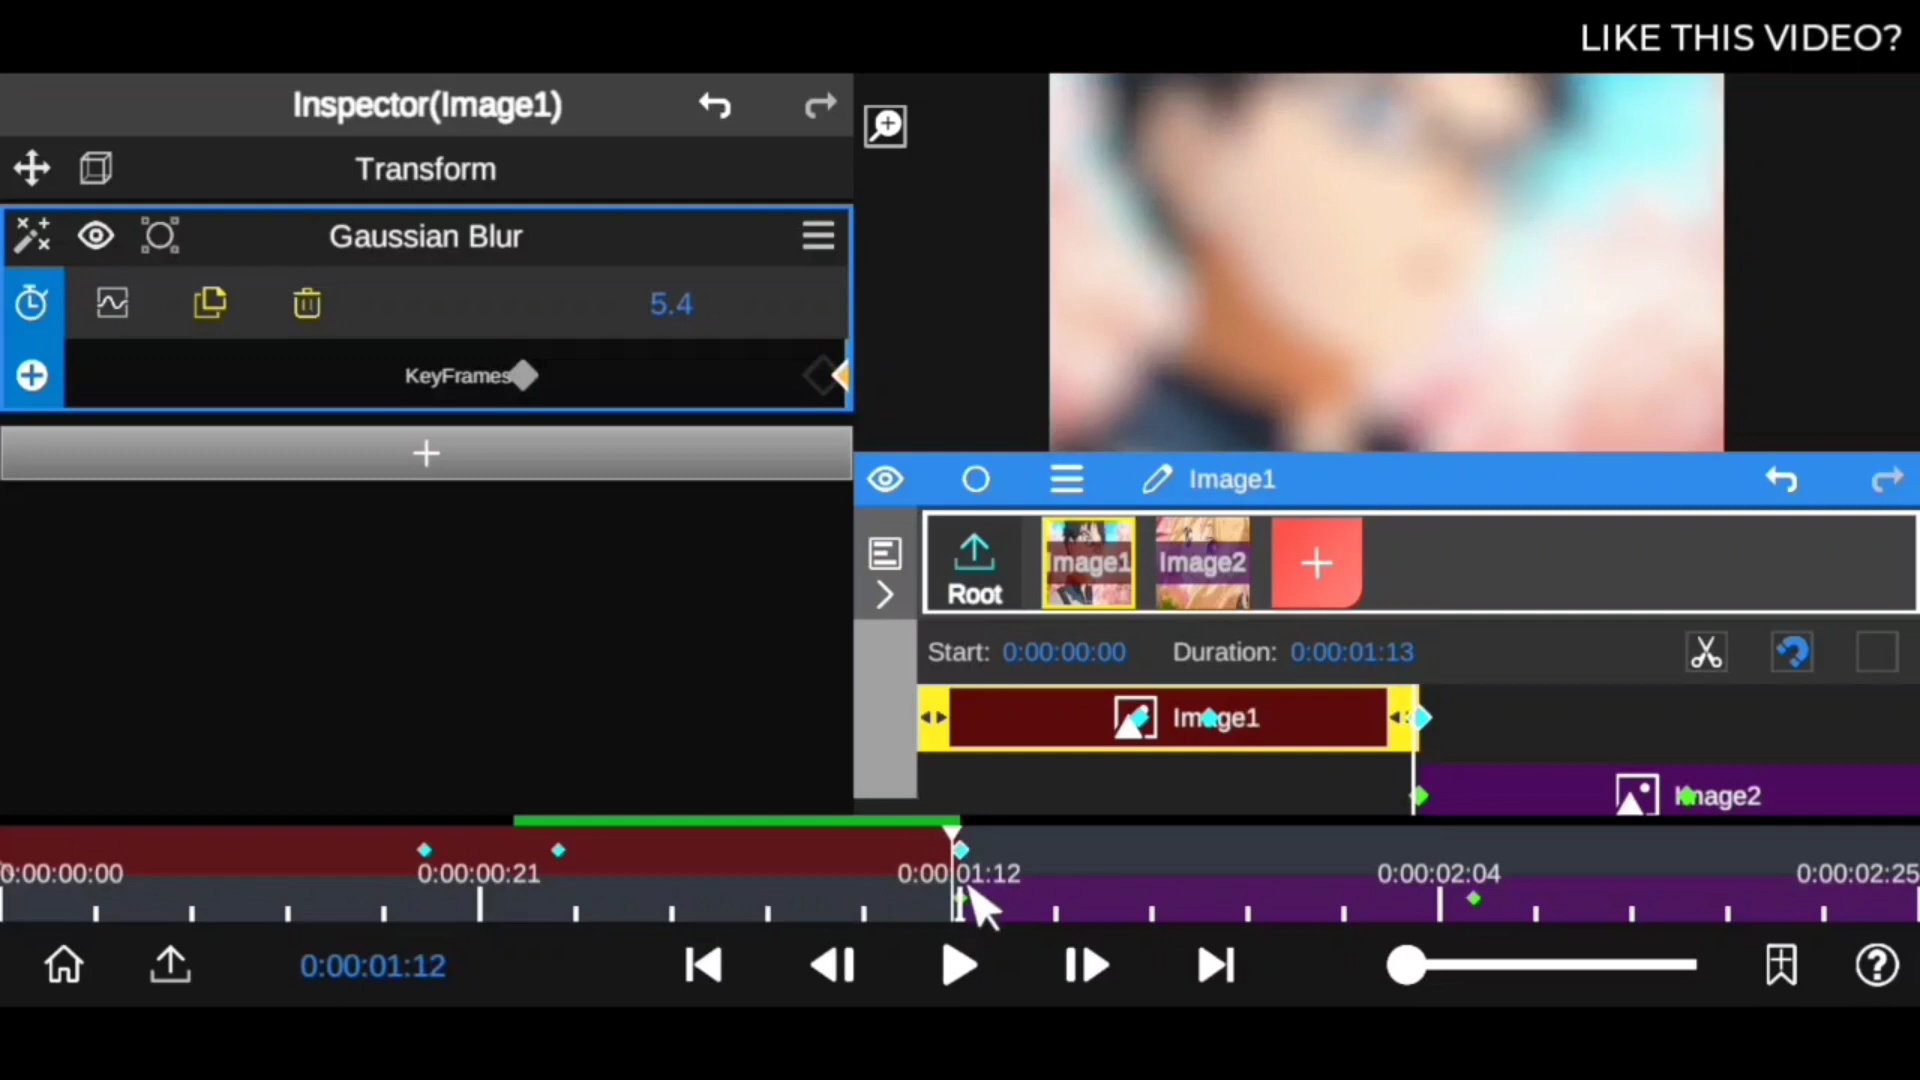 LIKE THIS VIDEO?
Inspector(Image1)
Transform
Gaussian Blur
5.4
KeyFrames
Image1
Root
Image1
Image2
Start: 0:00:00:00 Duration: 0:00:01:13
Image1
Image2
0:00:00:00 0:00:00:21 0:00:01:12 0:00:02:04 0:00:02:25
0:00:01:12